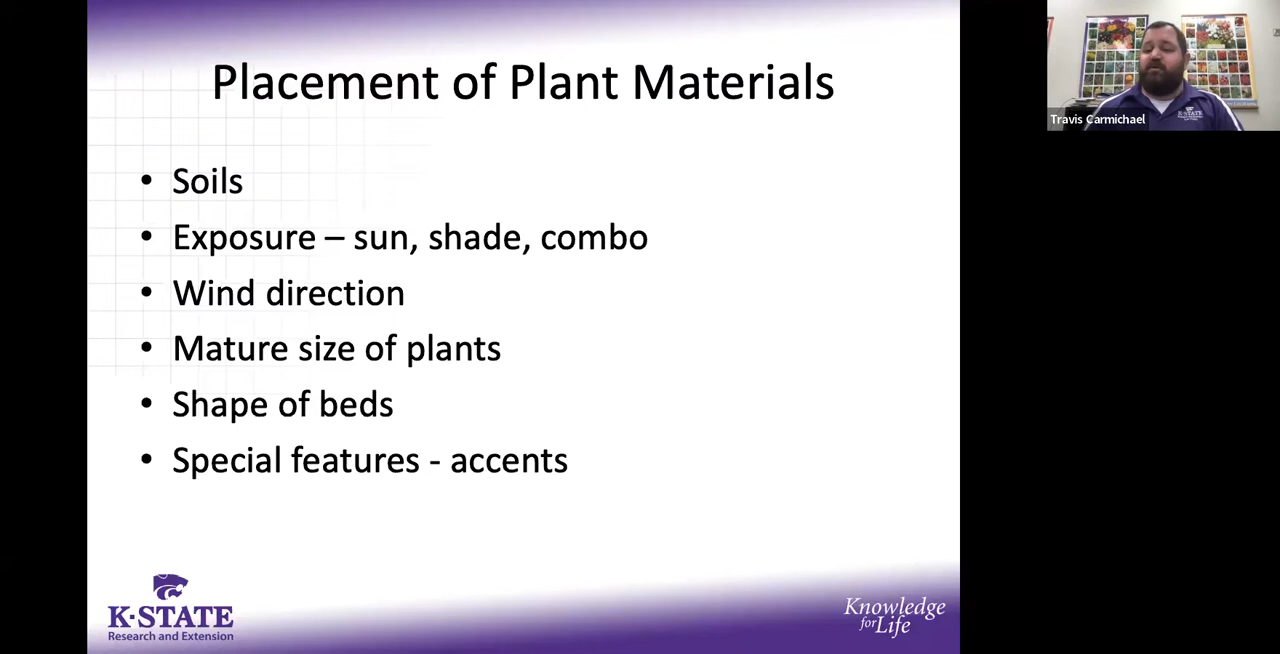 Placement of Plant Materials
• Soils
• Exposure – sun, shade, combo
• Wind direction
• Mature size of plants
• Shape of beds
• Special features - accents
K-STATE
Research and Extension
Knowledge
for Life
Travis Carmichael
K-STATE